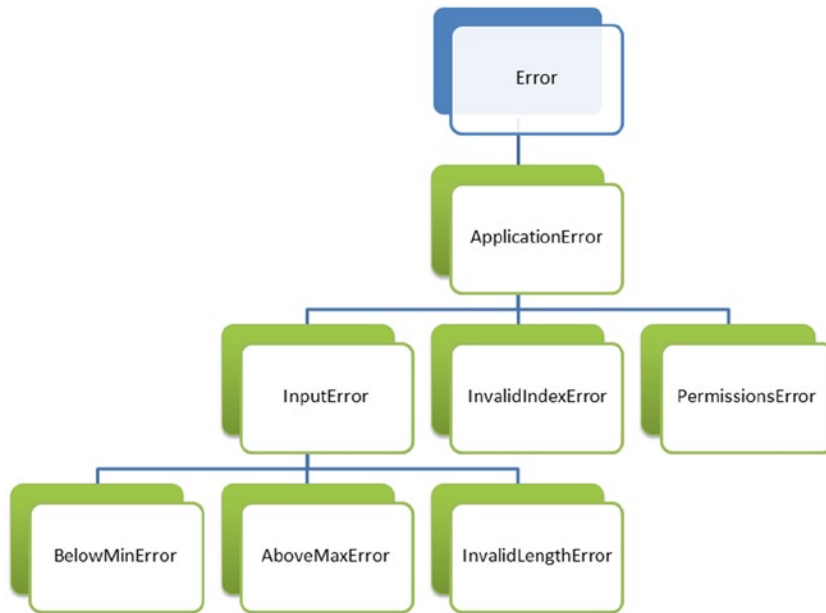 Error
ApplicationError
InputError
InvalidIndexError
PermissionsError
BelowMinError
AboveMaxError
InvalidLengthError